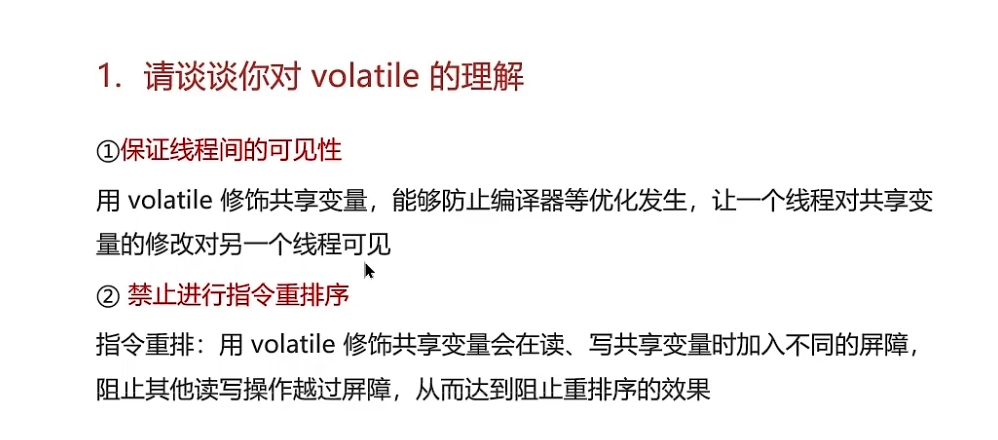 1. 请谈谈你对 volatile 的理解
①保证线程间的可见性
用 volatile 修饰共享变量，能够防止编译器等优化发生，让一个线程对共享变
量的修改对另一个线程可见
② 禁止进行指令重排序
指令重排：用 volatile 修饰共享变量会在读、写共享变量时加入不同的屏障，
阻止其他读写操作越过屏障，从而达到阻止重排序的效果